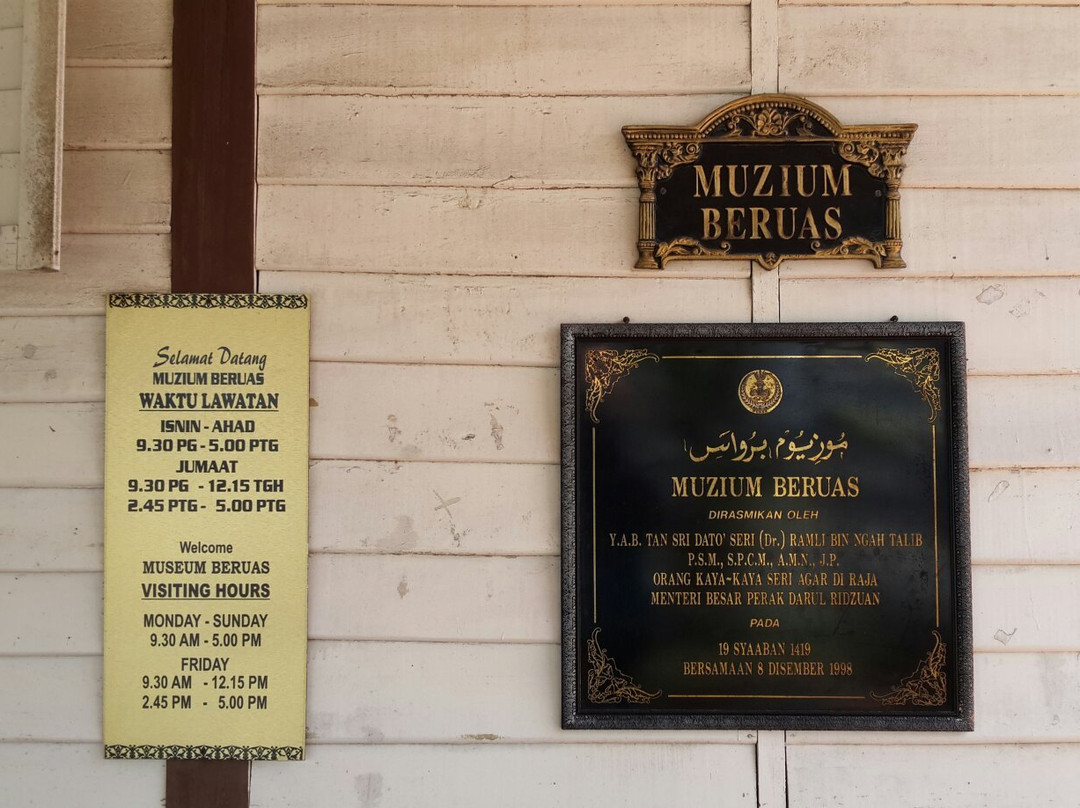 Selamat Datang
MUZIUM BERUAS
WAKTU LAWATAN
ISNIN - AHAD
9.30 PG - 5.00 PTG
JUMAAT
9.30 PG - 12.15 TGH
2.45 PTG - 5.00 PTG
Welcome
MUSEUM BERUAS
VISITING HOURS
MONDAY - SUNDAY
9.30 AM - 5.00 PM
FRIDAY
9.30 AM - 12.15 PM
2.45 PM - 5.00 PM
MUZIUM
BERUAS
موزيوم برواس
MUZIUM BERUAS
DIRASMIKAN OLEH
Y.A.B. TAN SRI DATO' SERI (Dr.) RAMLI BIN NGAH TALIB
P.S.M., S.P.C.M., A.M.N., J.P.
ORANG KAYA-KAYA SERI AGAR DI RAJA
MENTERI BESAR PERAK DARUL RIDZUAN
PADA
19 SYAABAN 1419
BERSAMAAN 8 DISEMBER 1998